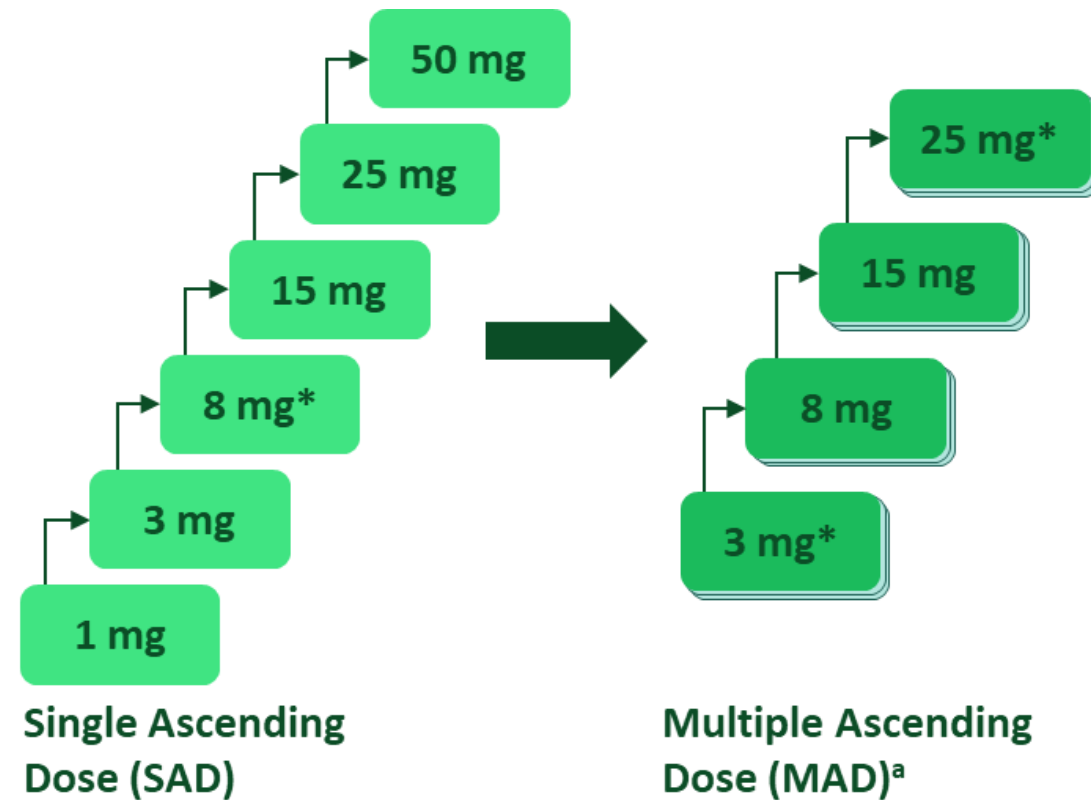 50 mg
25 mg
15 mg
8 mg*
3 mg
1 mg
Single Ascending
Dose (SAD)
25 mg*
15 mg
8 mg
3 mg*
Multiple Ascending
Dose (MAD)ᵃ